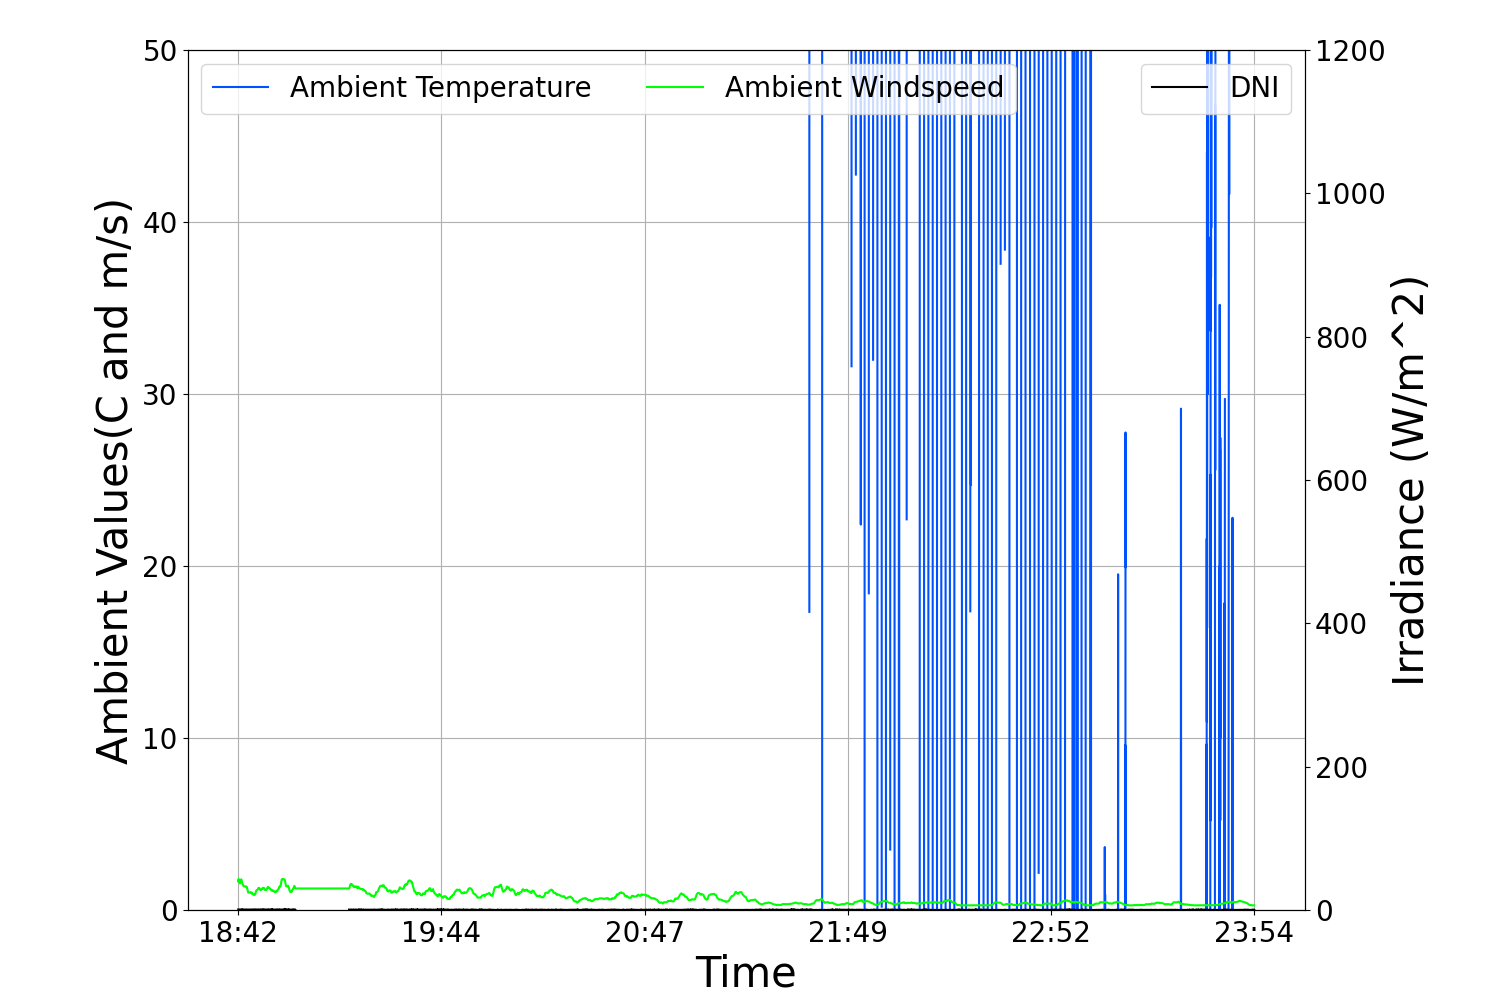 Ambient Temperature Ambient Windspeed DNI
50
40
30
20
10
0
1200
1000
800
600
400
200
0
Ambient Values(C and m/s)
Irradiance (W/m^2)
18:42 19:44 20:47 21:49 22:52 23:54
Time